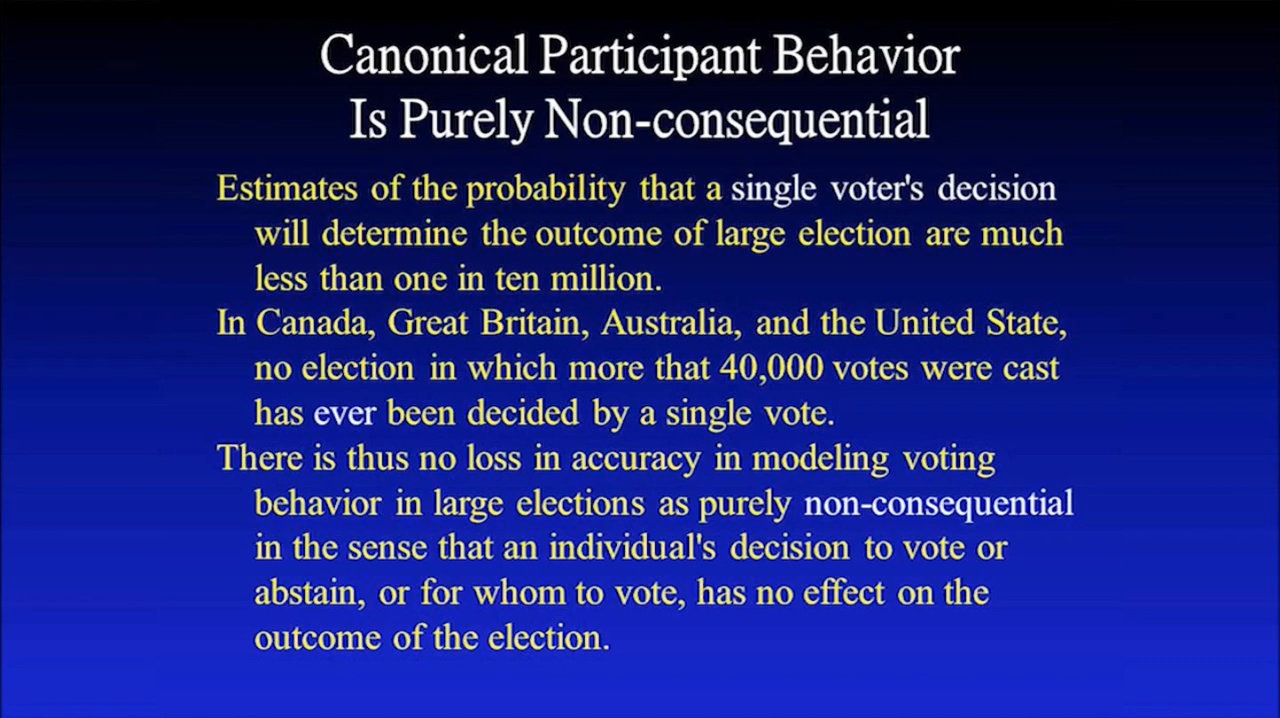 Canonical Participant Behavior
Is Purely Non-consequential
Estimates of the probability that a single voter's decision
will determine the outcome of large election are much
less than one in ten million.
In Canada, Great Britain, Australia, and the United State,
no election in which more that 40,000 votes were cast
has ever been decided by a single vote.
There is thus no loss in accuracy in modeling voting
behavior in large elections as purely non-consequential
in the sense that an individual's decision to vote or
abstain, or for whom to vote, has no effect on the
outcome of the election.